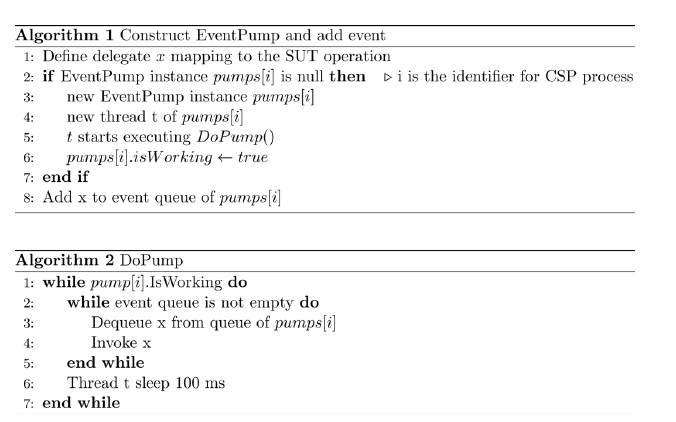 Algorithm 1 Construct EventPump and add event
1: Define delegate x mapping to the SUT operation
2: if EventPump instance pumps[i] is null then ▷ i is the identifier for CSP process
3: new EventPump instance pumps[i]
4: new thread t of pumps[i]
5: t starts executing DoPump()
6: pumps[i].isWorking ← true
7: end if
8: Add x to event queue of pumps[i]
Algorithm 2 DoPump
1: while pump[i].IsWorking do
2: while event queue is not empty do
3: Dequeue x from queue of pumps[i]
4: Invoke x
5: end while
6: Thread t sleep 100 ms
7: end while